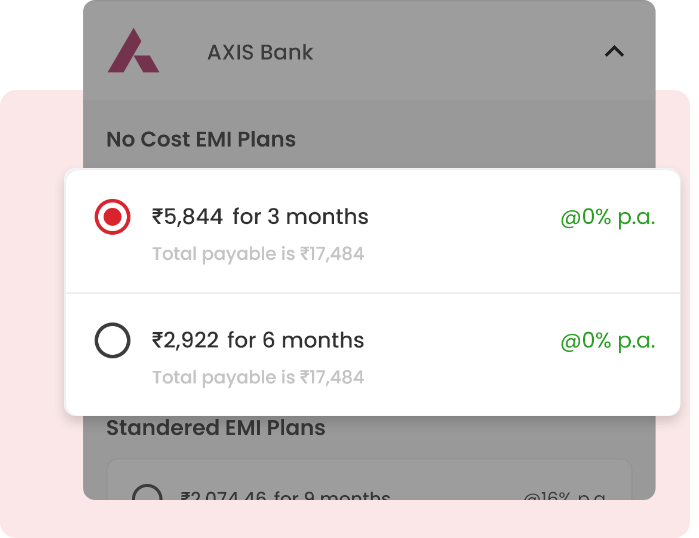 AXIS Bank
No Cost EMI Plans
₹5,844 for 3 months @0% p.a.
Total payable is ₹17,484
₹2,922 for 6 months @0% p.a.
Total payable is ₹17,484
Standered EMI Plans
₹2,074.46 for 9 months @16% p.a.